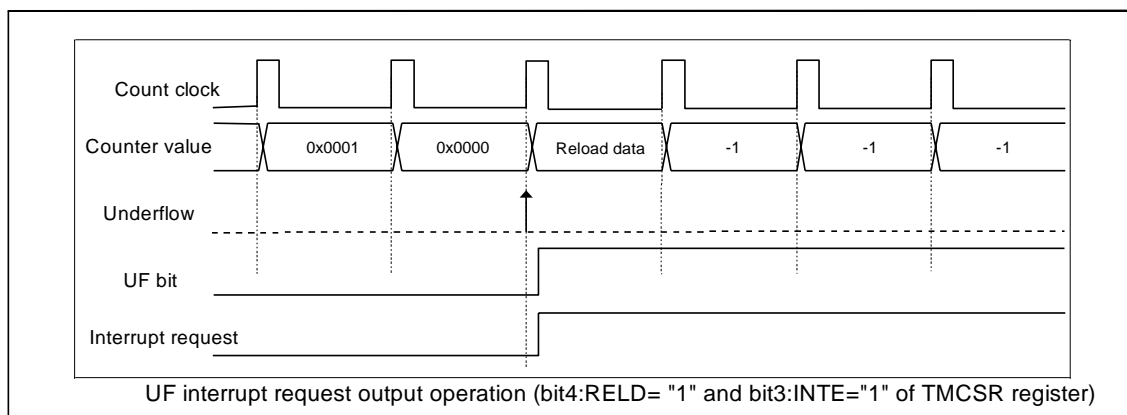 Count clock
Counter value 0x0001 0x0000 Reload data -1 -1 -1
Underflow
UF bit
Interrupt request
UF interrupt request output operation (bit4:RELD= "1" and bit3:INTE="1" of TMCSR register)